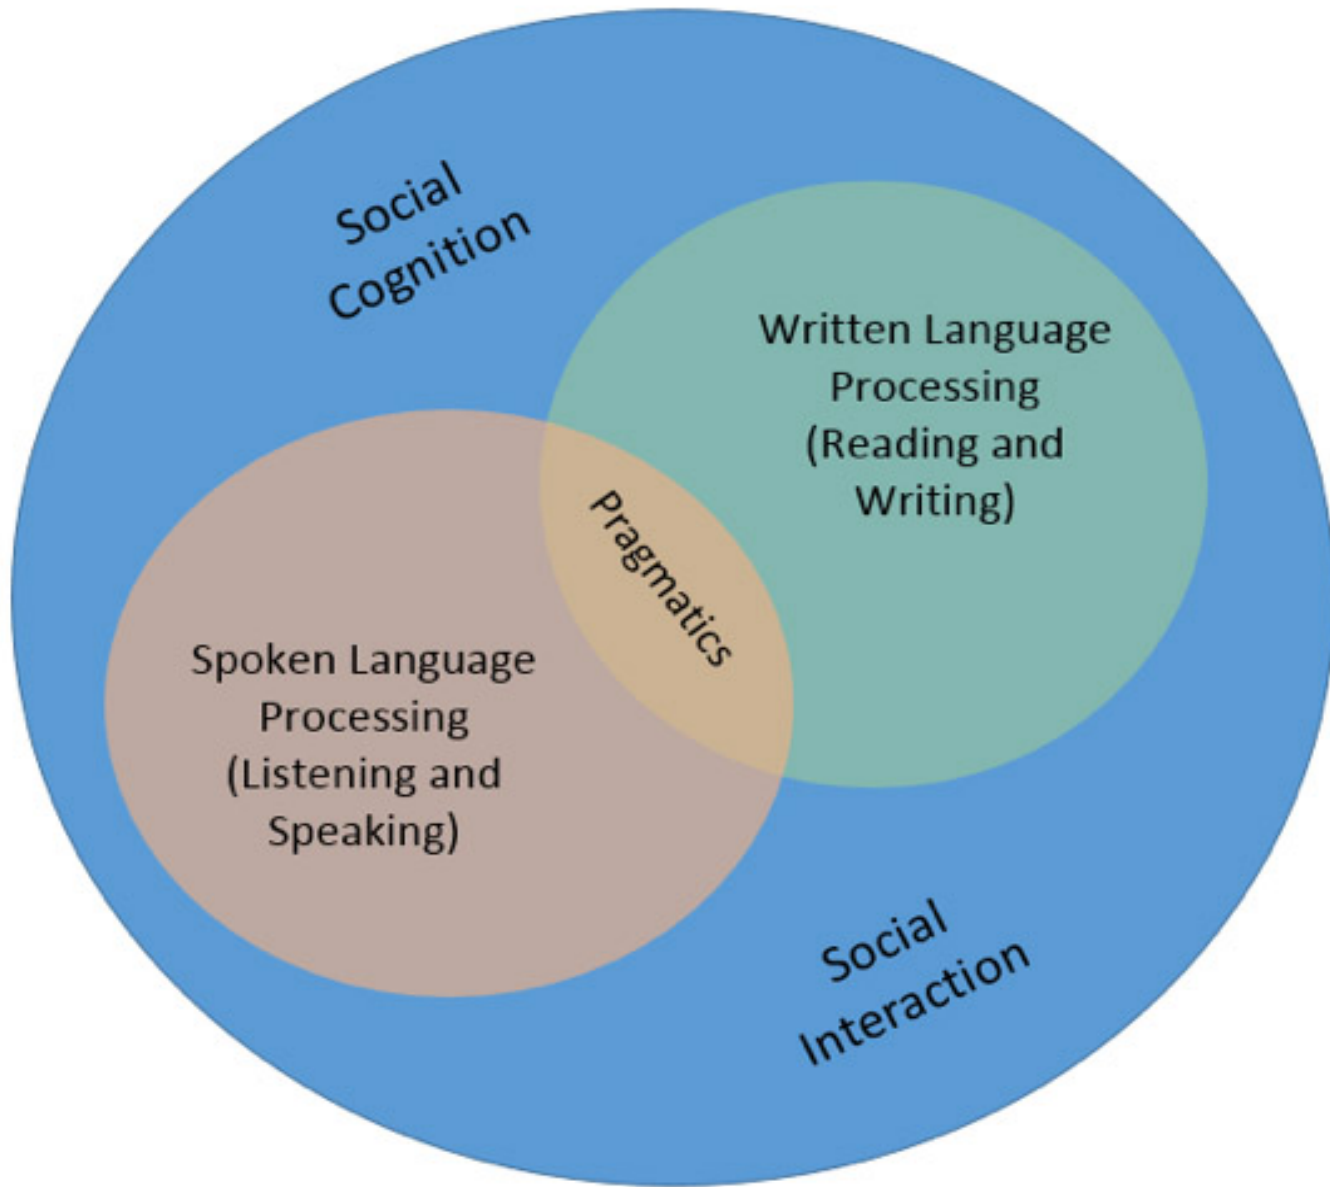 Social
Cognition
Written Language
Processing
(Reading and
Writing)
Pragmatics
Spoken Language
Processing
(Listening and
Speaking)
Social
Interaction